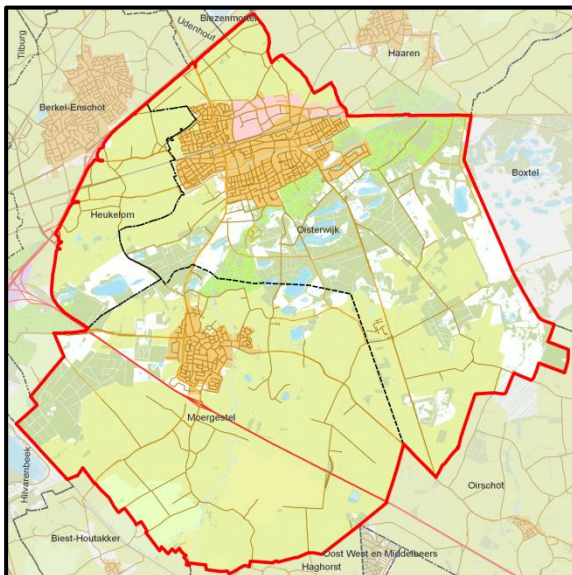 Biezenmortel
Udenhout
Tilburg
Haaren
Berkel-Enschot
Boxtel
Heukelom
Oisterwijk
Moergestel
Hilvarenbeek
Oirschot
Biest-Houtakker
Oost West en Middelbeers
Haghorst